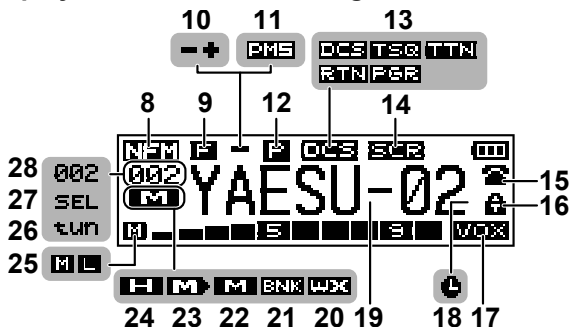 10 11 13
− + PMS DCS TSQ TTN
RTN PGR
8 9 12 14
NFM F − P DCS SCR
28 002 002 YAESU-02 15
27 SEL M 16
26 tun M 5 9 VOX
25 M L
H M M BNK WX
24 23 22 21 20 19 18 17